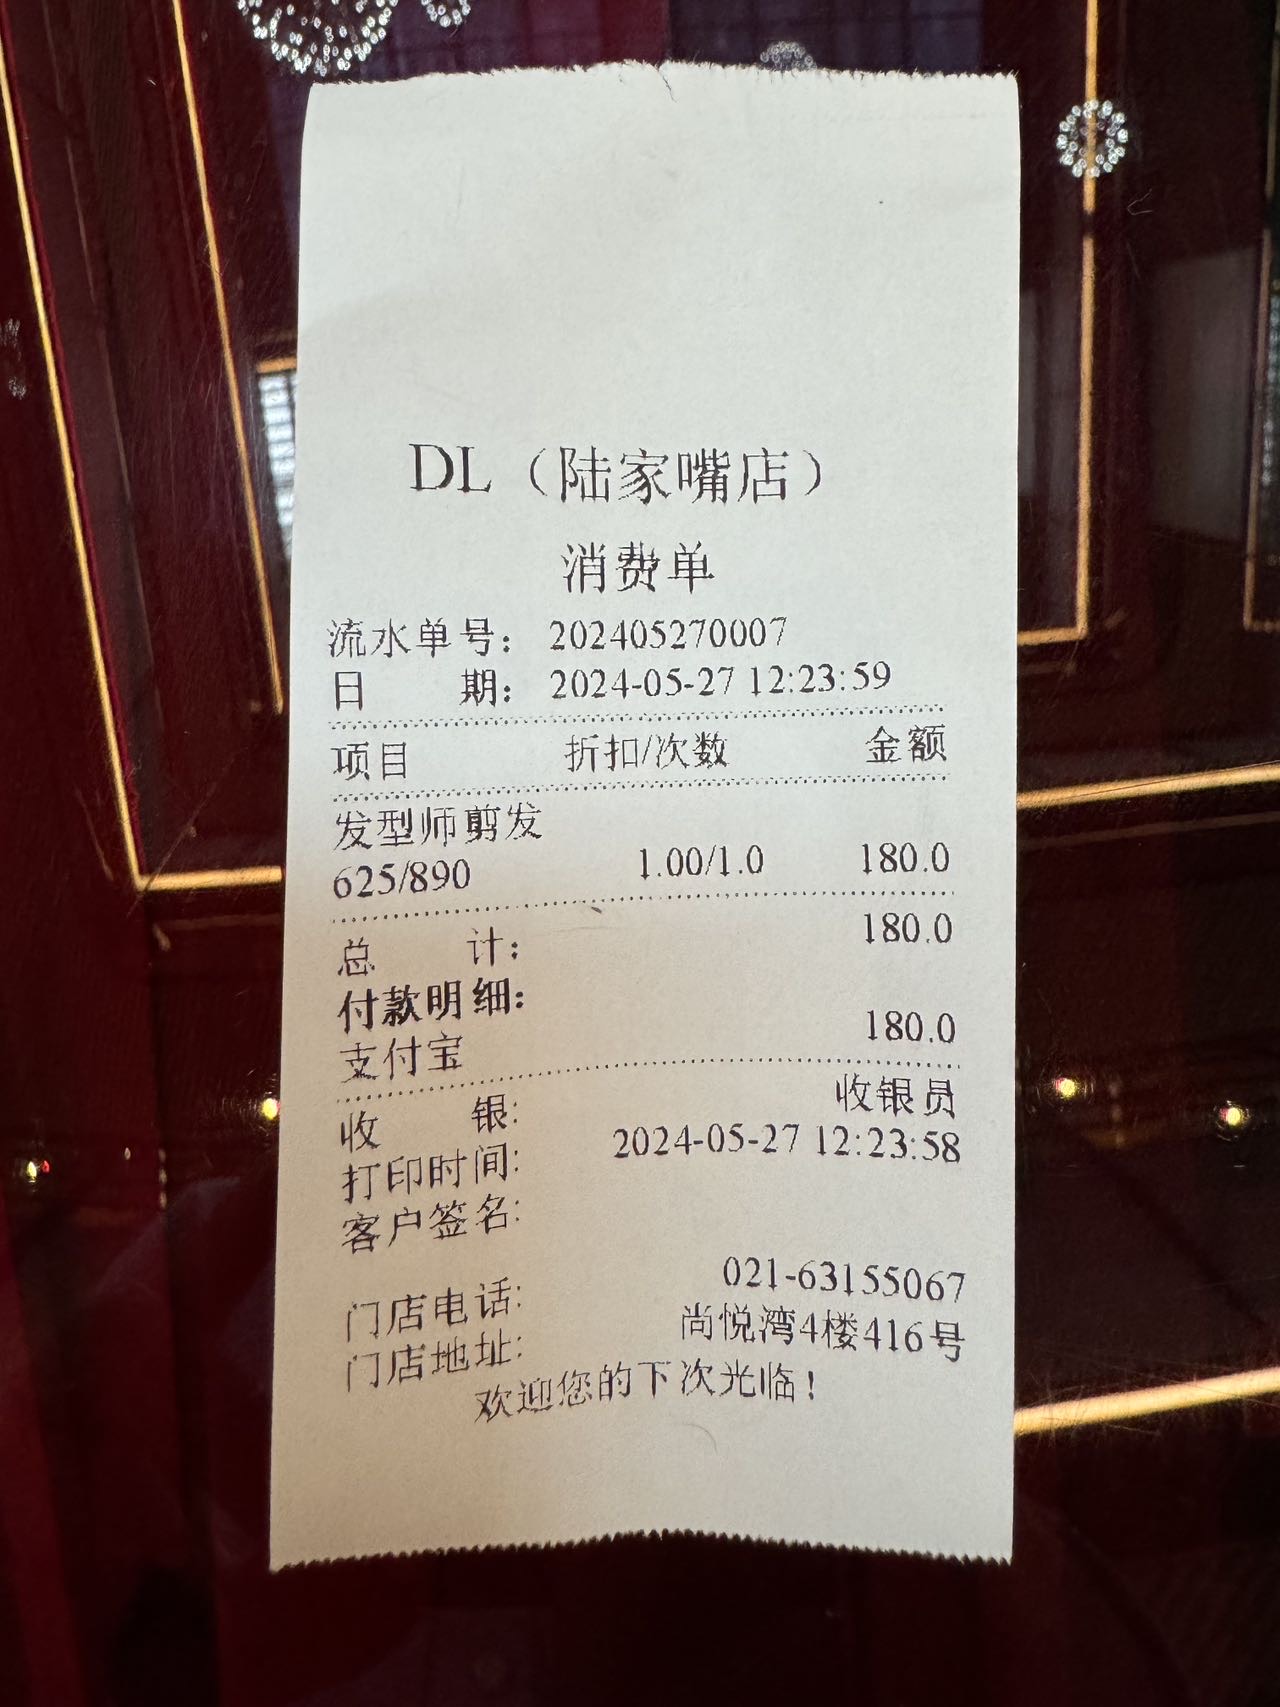 DL（陆家嘴店）
消费单
流水单号： 202405270007
日 期： 2024-05-27 12:23:59
项目 折扣/次数 金额
发型师剪发
625/890 1.00/1.0 180.0
总 计： 180.0
付款明细：
支付宝 180.0
收 银: 收银员
打印时间: 2024-05-27 12:23:58
客户签名:
门店电话: 021-63155067
门店地址: 尚悦湾4楼416号
欢迎您的下次光临！